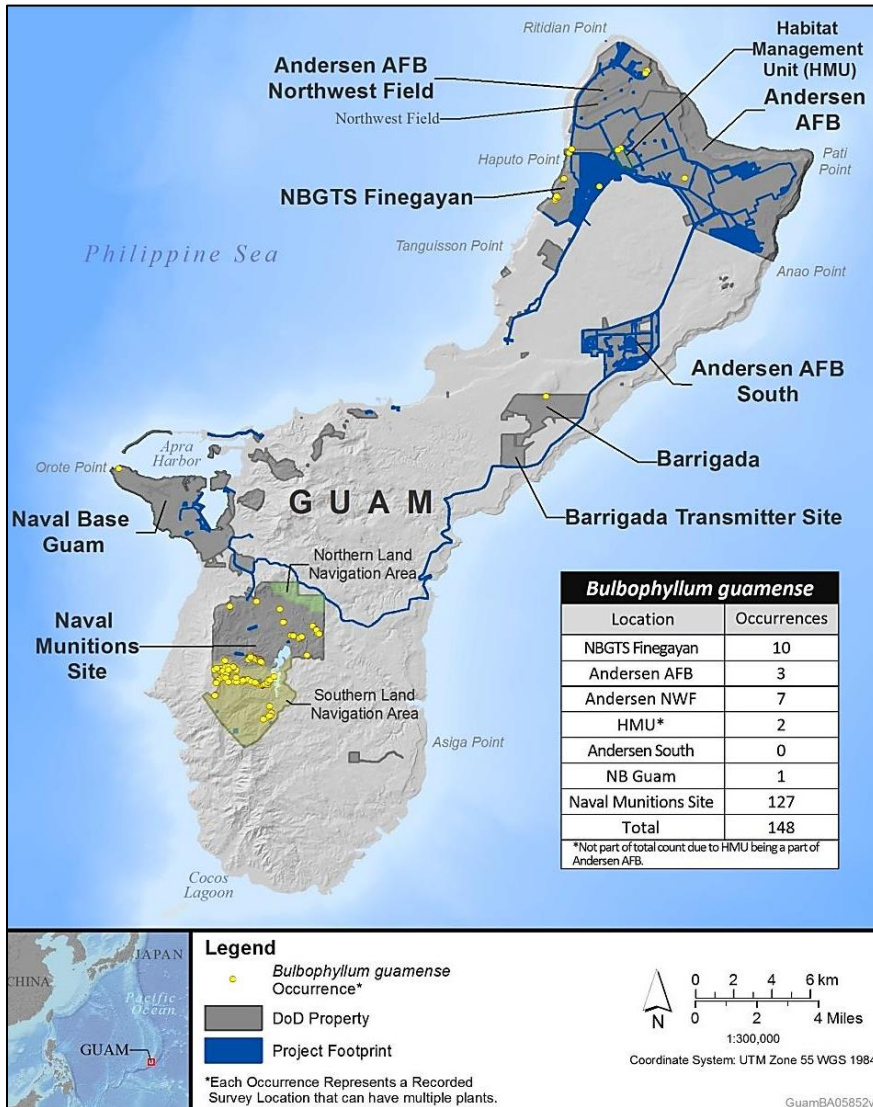 Ritidian Point
Habitat
Management
Unit (HMU)
Andersen AFB
Northwest Field
Northwest Field
Andersen
AFB
Haputo Point
Pati
Point
NBGTS Finegayan
Tanguisson Point
Philippine Sea
Anao Point
Andersen AFB
South
Apra
Harbor
Orote Point
Barrigada
GUAM
Naval Base
Guam
Barrigada Transmitter Site
Northern Land
Navigation Area
Naval
Munitions
Site
Southern Land
Navigation Area
Asiga Point
Cocos
Lagoon
Bulbophyllum guamense
Location Occurrences
NBGTS Finegayan 10
Andersen AFB 3
Andersen NWF 7
HMU* 2
Andersen South 0
NB Guam 1
Naval Munitions Site 127
Total 148
*Not part of total count due to HMU being a part of
Andersen AFB.
CHINA
JAPAN
Pacific
Ocean
GUAM
Legend
Bulbophyllum guamense
Occurrence*
DoD Property
Project Footprint
*Each Occurrence Represents a Recorded
Survey Location that can have multiple plants.
N
0 2 4 6 km
0 2 4 Miles
1:300,000
Coordinate System: UTM Zone 55 WGS 1984
GuamBA05852v